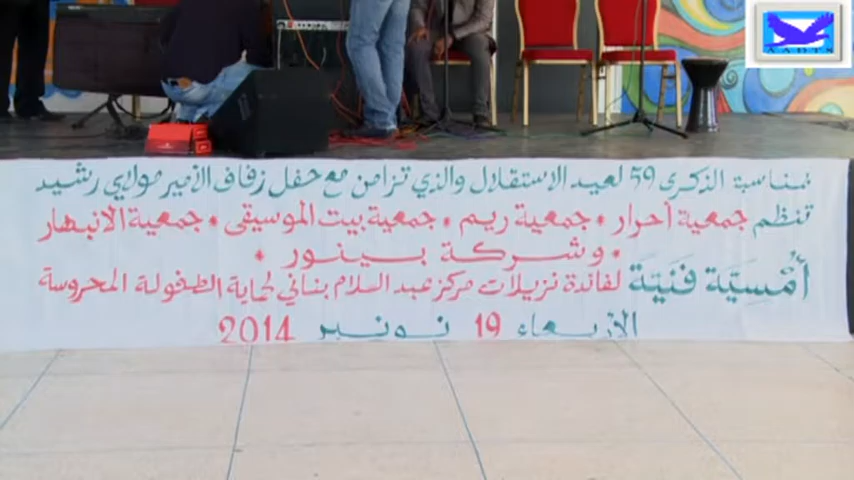 AADTS
بمناسبة الذكرى 59 لعيد الاستقلال والذي تزامن مع حفل زفاف الأمير مولاي رشيد
تنظم جمعية أحرار • جمعية ريم • جمعية بيت الموسيقى • جمعية الانبهار
• وشركة بينور •
أمسية فنية لفائدة نزيلات مركز عبد السلام بناني لحماية الطفولة المحروسة
الأربعاء 19 نونبر 2014